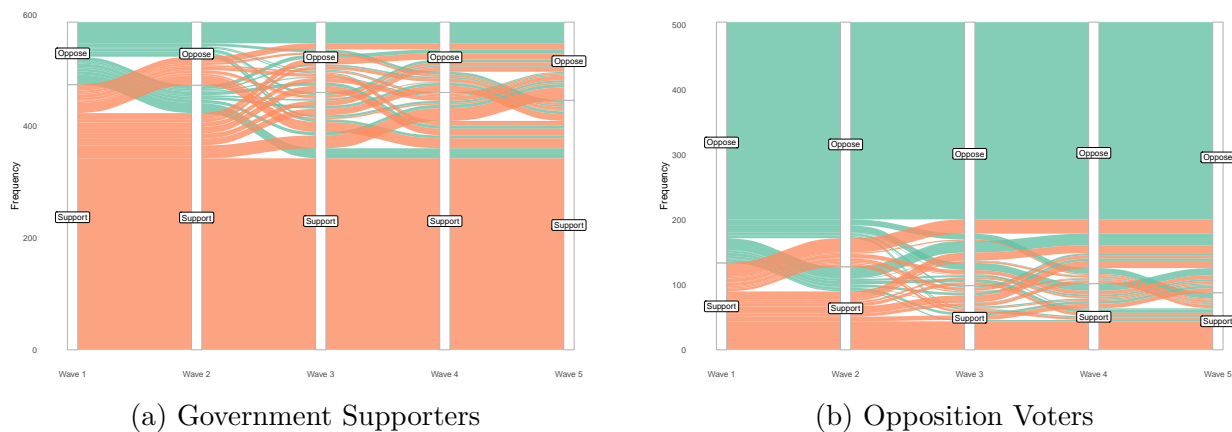 600
400
200
0
Frequency
Oppose Oppose Oppose Oppose Oppose
Support Support Support Support Support
Wave 1 Wave 2 Wave 3 Wave 4 Wave 5
(a) Government Supporters
500
400
300
200
100
0
Frequency
Oppose Oppose Oppose Oppose Oppose
Support Support Support Support Support
Wave 1 Wave 2 Wave 3 Wave 4 Wave 5
(b) Opposition Voters